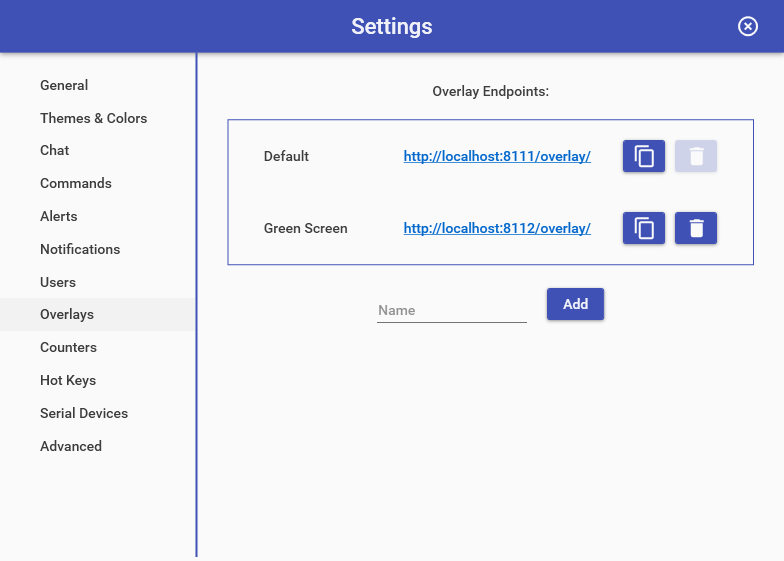 Settings
General
Themes & Colors
Chat
Commands
Alerts
Notifications
Users
Overlays
Counters
Hot Keys
Serial Devices
Advanced
Overlay Endpoints:
Default http://localhost:8111/overlay/
Green Screen http://localhost:8112/overlay/
Name Add